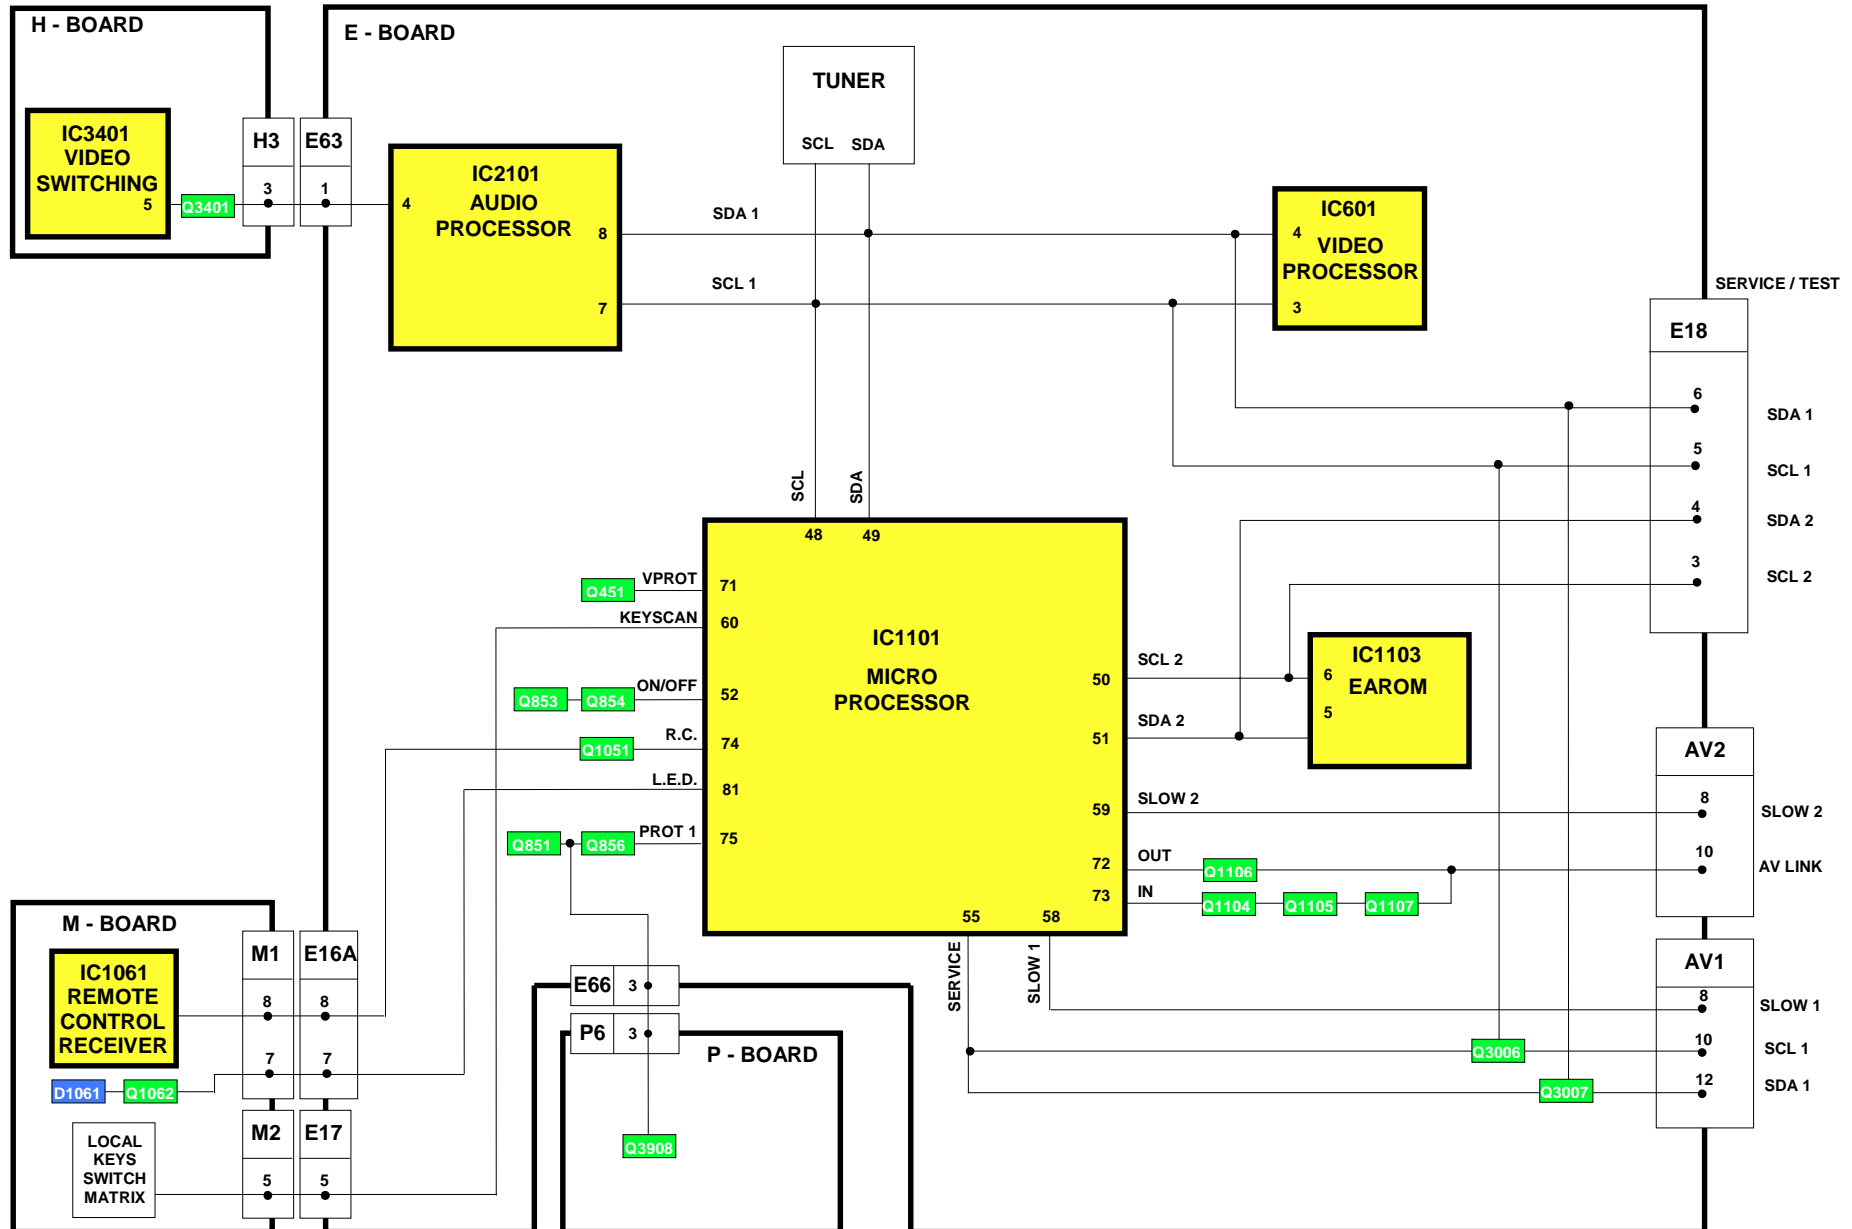 H - BOARD
E - BOARD
TUNER
SCL SDA
IC3401
VIDEO
SWITCHING
5
Q3401
H3
3
E63
1
IC2101
AUDIO
PROCESSOR
4
8
7
SDA 1
SCL 1
IC601
VIDEO
PROCESSOR
4
3
SERVICE / TEST
E18
6
SDA 1
5
SCL 1
4
SDA 2
3
SCL 2
SCL
SDA
48
49
IC1101
MICRO
PROCESSOR
Q451
VPROT
71
KEYSCAN
60
Q853
Q854
ON/OFF
52
Q1051
R.C.
74
L.E.D.
81
Q851
Q856
PROT 1
75
50
SCL 2
51
SDA 2
IC1103
EAROM
6
5
59
SLOW 2
72
OUT
Q1106
73
IN
Q1104
Q1105
Q1107
55
58
SERVICE
SLOW 1
AV2
8
SLOW 2
10
AV LINK
AV1
8
SLOW 1
10
SCL 1
12
SDA 1
Q3006
Q3007
M - BOARD
IC1061
REMOTE
CONTROL
RECEIVER
D1061
Q1062
M1
8
7
E16A
8
7
LOCAL
KEYS
SWITCH
MATRIX
M2
5
E17
5
E66
3
P6
3
P - BOARD
Q3908